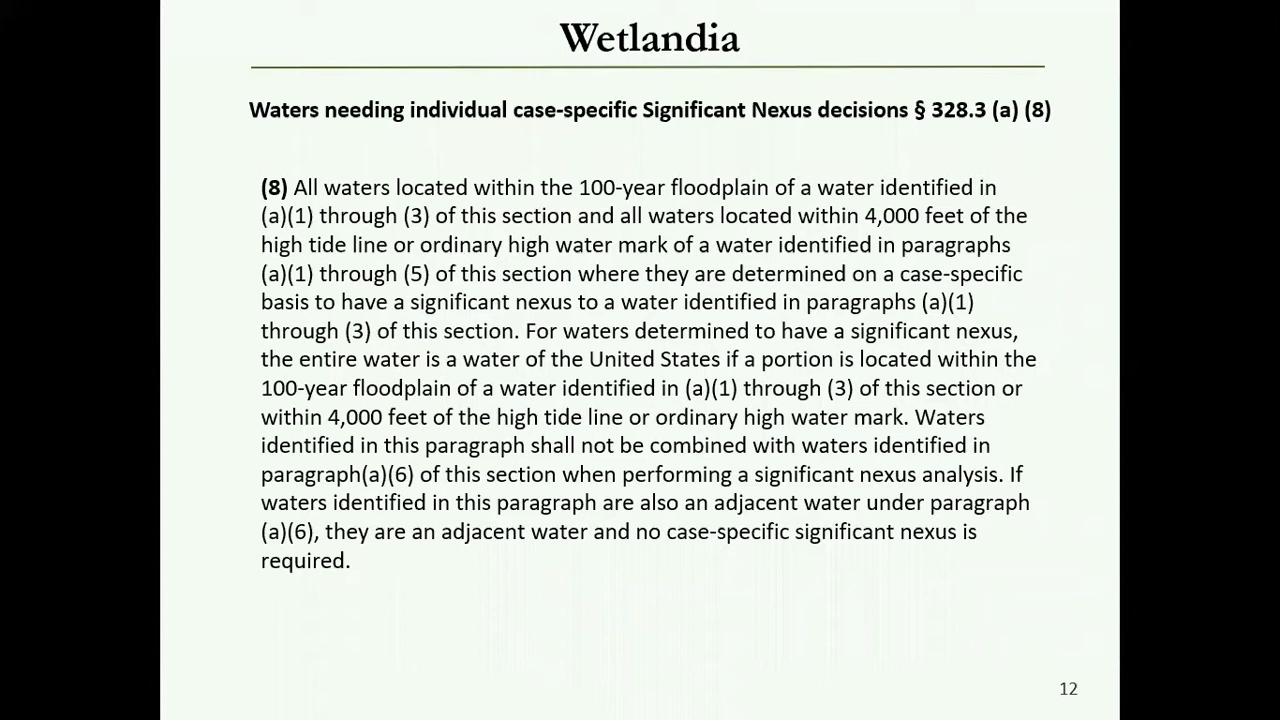 Wetlandia
Waters needing individual case-specific Significant Nexus decisions § 328.3 (a) (8)
(8) All waters located within the 100-year floodplain of a water identified in
(a)(1) through (3) of this section and all waters located within 4,000 feet of the
high tide line or ordinary high water mark of a water identified in paragraphs
(a)(1) through (5) of this section where they are determined on a case-specific
basis to have a significant nexus to a water identified in paragraphs (a)(1)
through (3) of this section. For waters determined to have a significant nexus,
the entire water is a water of the United States if a portion is located within the
100-year floodplain of a water identified in (a)(1) through (3) of this section or
within 4,000 feet of the high tide line or ordinary high water mark. Waters
identified in this paragraph shall not be combined with waters identified in
paragraph(a)(6) of this section when performing a significant nexus analysis. If
waters identified in this paragraph are also an adjacent water under paragraph
(a)(6), they are an adjacent water and no case-specific significant nexus is
required.
12